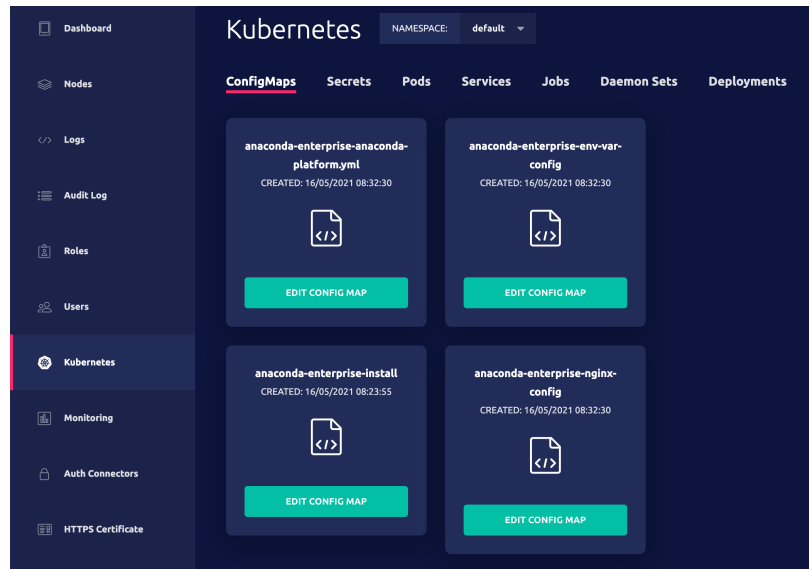 Dashboard
Nodes
Logs
Audit Log
Roles
Users
Kubernetes
Monitoring
Auth Connectors
HTTPS Certificate
Kubernetes
NAMESPACE: default
ConfigMaps Secrets Pods Services Jobs Daemon Sets Deployments
anaconda-enterprise-anaconda-
platform.yml
CREATED: 16/05/2021 08:32:30
</>
EDIT CONFIG MAP
anaconda-enterprise-env-var-
config
CREATED: 16/05/2021 08:32:30
</>
EDIT CONFIG MAP
anaconda-enterprise-install
CREATED: 16/05/2021 08:23:55
</>
EDIT CONFIG MAP
anaconda-enterprise-nginx-
config
CREATED: 16/05/2021 08:32:30
</>
EDIT CONFIG MAP